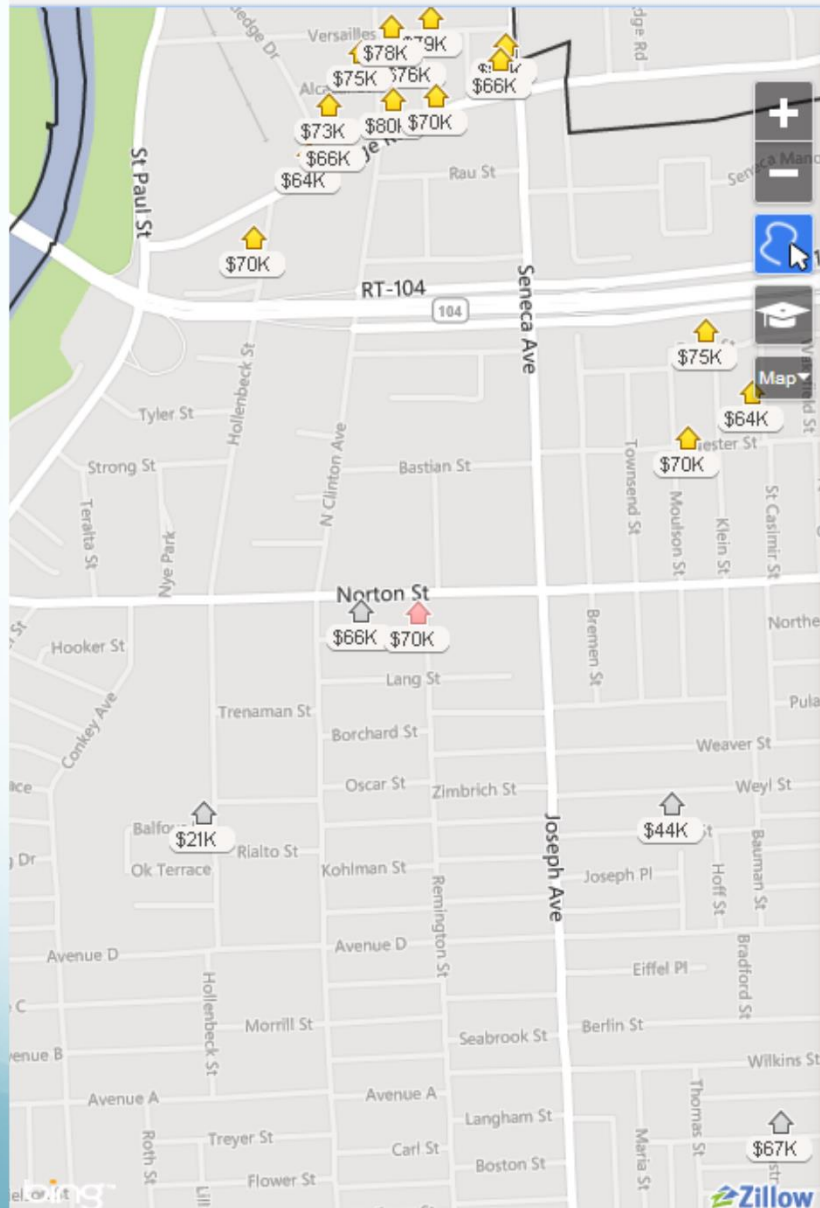 Versailles
$79K
$78K
$75K
$76K
$66K
$73K
$70K
$66K
$64K
Rau St
St Paul St
$70K
RT-104
104
Seneca Ave
$75K
Map
$64K
$70K
Hollenbeck St
Tyler St
Strong St
N Clinton Ave
Bastian St
Townsend St
Moulson St
Klein St
St Casimir St
Teralta St
Nye Park
Norton St
$66K
$70K
Bremen St
Hooker St
Lang St
Conkey Ave
Trenaman St
Borchard St
Weaver St
Oscar St
Zimbrich St
Weyl St
$21K
$44K
Rialto St
Joseph Ave
Ok Terrace
Kohlman St
Joseph Pl
Hoff St
Bauman St
Remington St
Avenue D
Avenue D
Eiffel Pl
Bradford St
Hollenbeck St
Morrill St
Seabrook St
Berlin St
Wilkins St
Avenue A
Avenue A
Thomas St
Langham St
Roth St
Treyer St
Carl St
Maria St
$67K
Flower St
Boston St
bing
Zillow